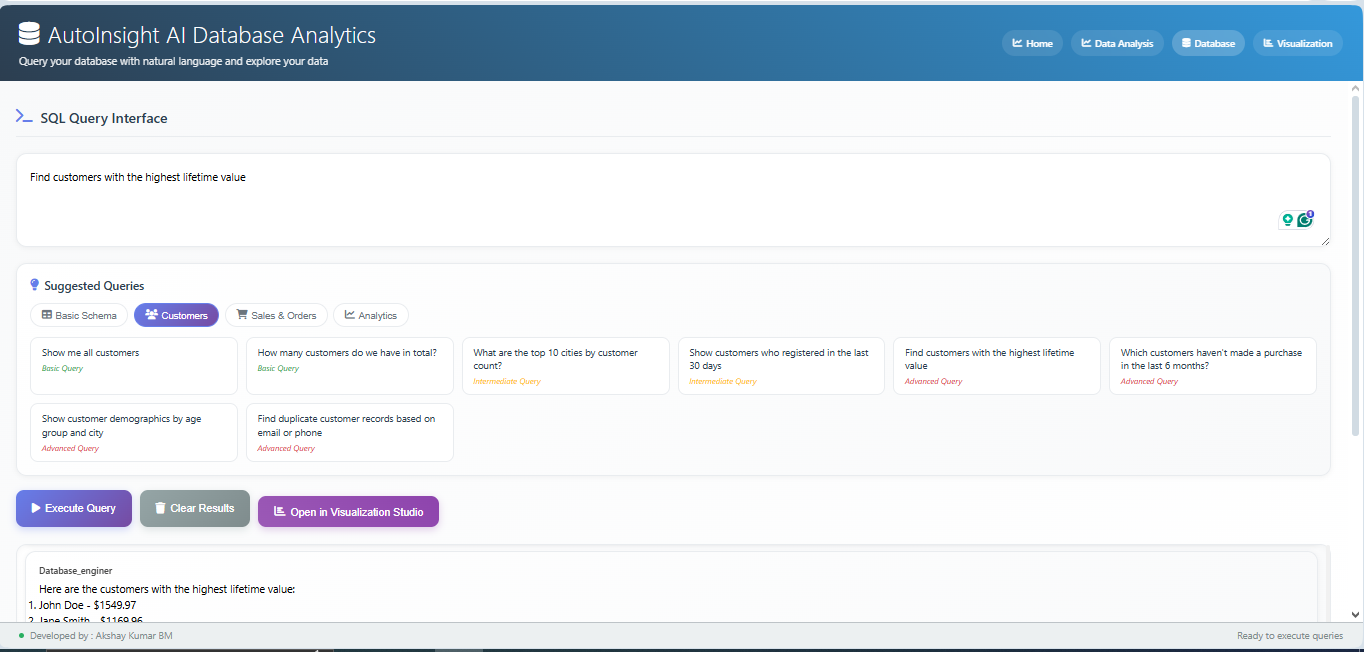 AutoInsight AI Database Analytics
Query your database with natural language and explore your data
Home
Data Analysis
Database
Visualization
SQL Query Interface
Find customers with the highest lifetime value
1
Suggested Queries
Basic Schema
Customers
Sales & Orders
Analytics
Show me all customers
Basic Query
How many customers do we have in total?
Basic Query
What are the top 10 cities by customer
count?
Intermediate Query
Show customers who registered in the last
30 days
Intermediate Query
Find customers with the highest lifetime
value
Advanced Query
Which customers haven't made a purchase
in the last 6 months?
Advanced Query
Show customer demographics by age
group and city
Advanced Query
Find duplicate customer records based on
email or phone
Advanced Query
Execute Query
Clear Results
Open in Visualization Studio
Database_enginer
Here are the customers with the highest lifetime value:
1. John Doe - $1549.97
2. Jane Smith - $1169.96
Developed by : Akshay Kumar BM
Ready to execute queries